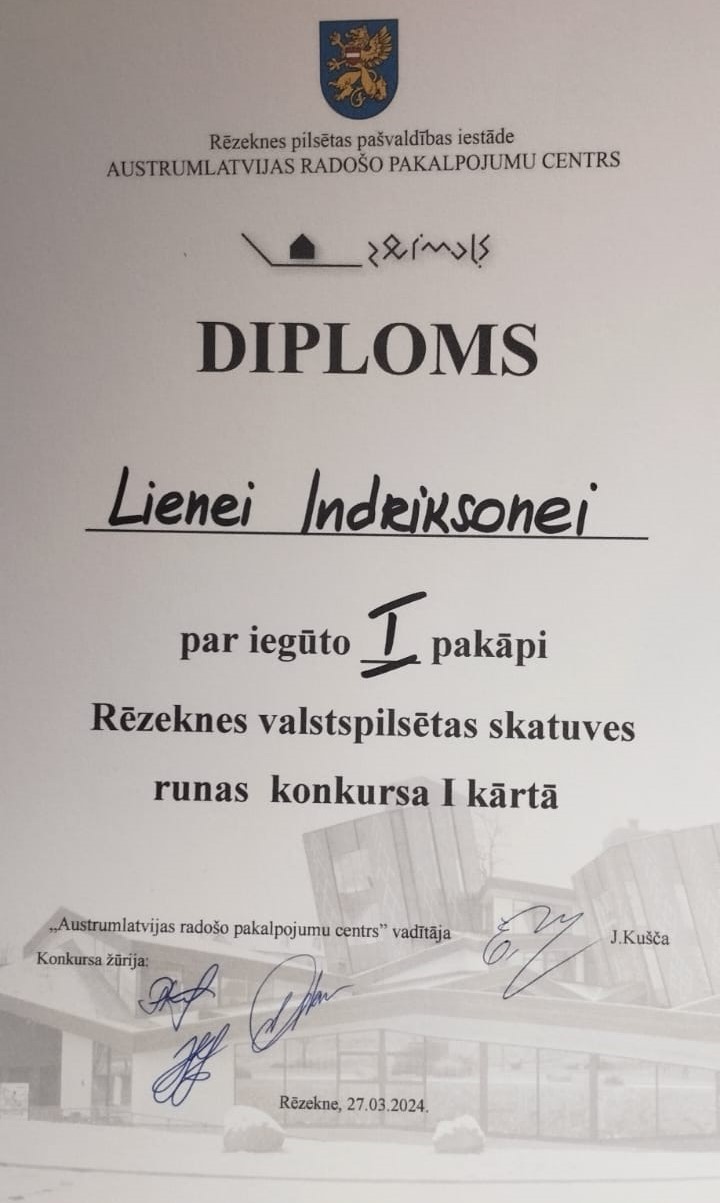 Rēzeknes pilsētas pašvaldības iestāde
AUSTRUMLATVIJAS RADOŠO PAKALPOJUMU CENTRS
DIPLOMS
Lienei Indriksonei
par iegūto I pakāpi
Rēzeknes valstspilsētas skatuves
runas konkursa I kārtā
„Austrumlatvijas radošo pakalpojumu centrs” vadītāja J.Kušča
Konkursa žūrija:
Rēzekne, 27.03.2024.